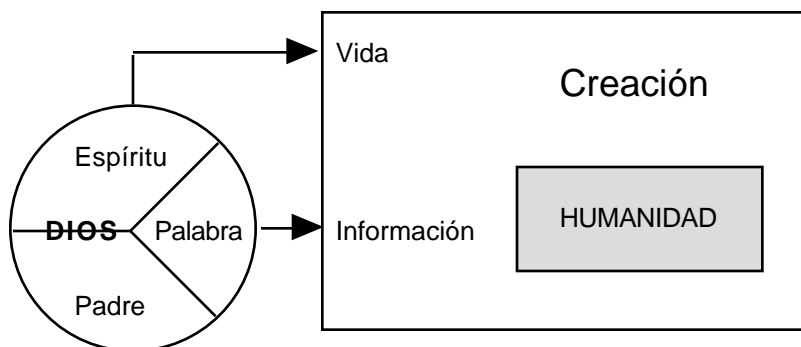 Vida
Creación
Espíritu
DIOS
Palabra
Información
HUMANIDAD
Padre